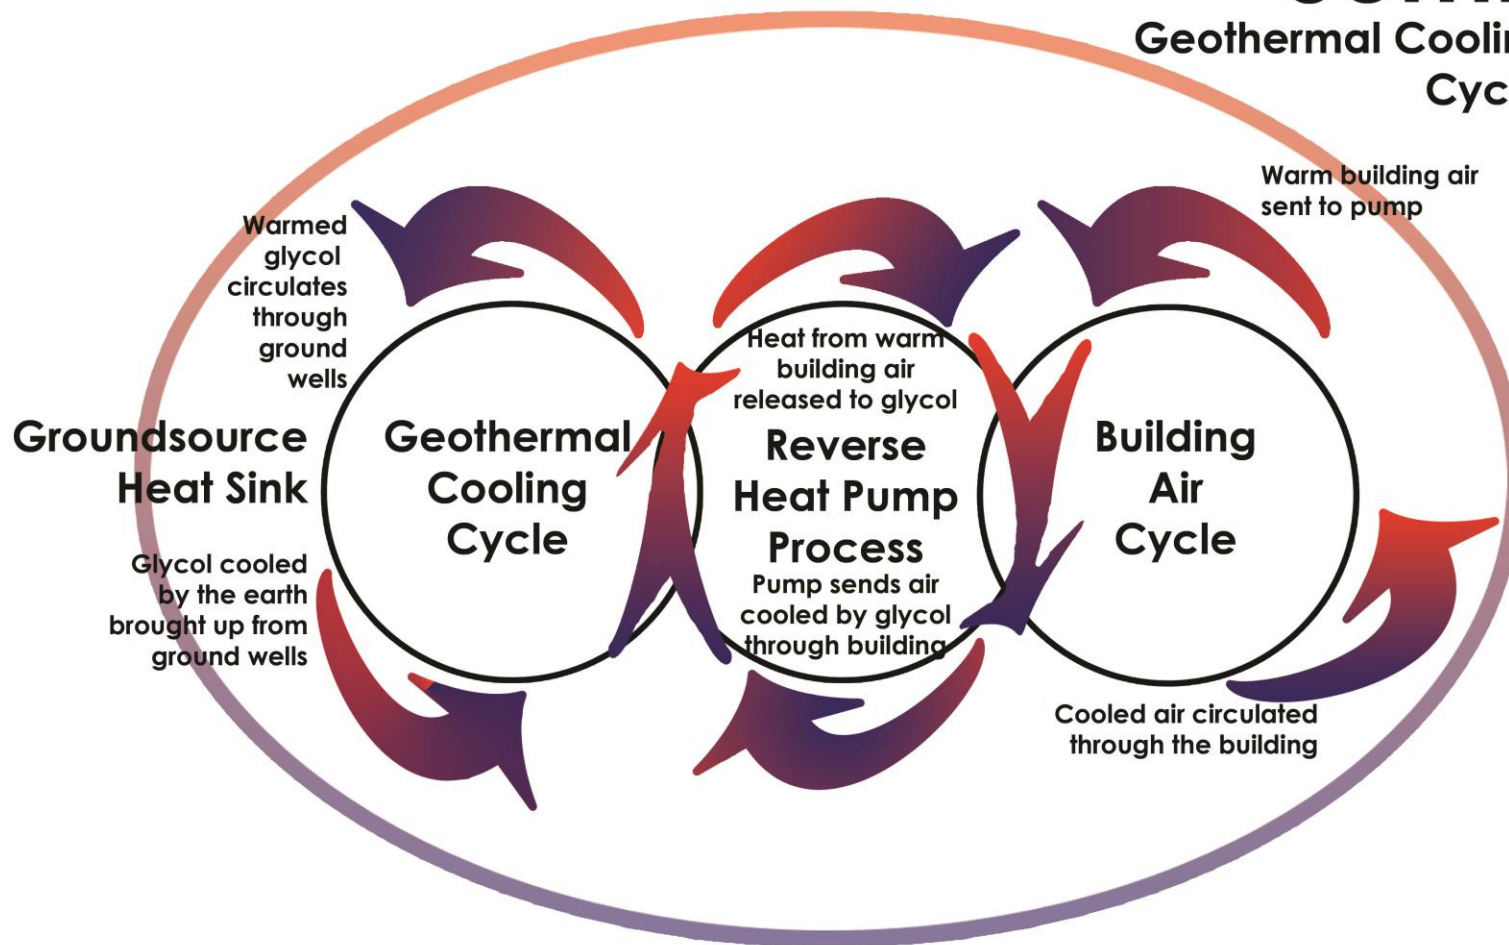 Geothermal Coolin
Cyc
Warm building air
sent to pump
Warmed
glycol
circulates
through
ground
wells
Heat from warm
building air
released to glycol
Groundsource
Heat Sink
Geothermal
Cooling
Cycle
Reverse
Heat Pump
Process
Building
Air
Cycle
Glycol cooled
by the earth
brought up from
ground wells
Pump sends air
cooled by glycol
through building
Cooled air circulated
through the building